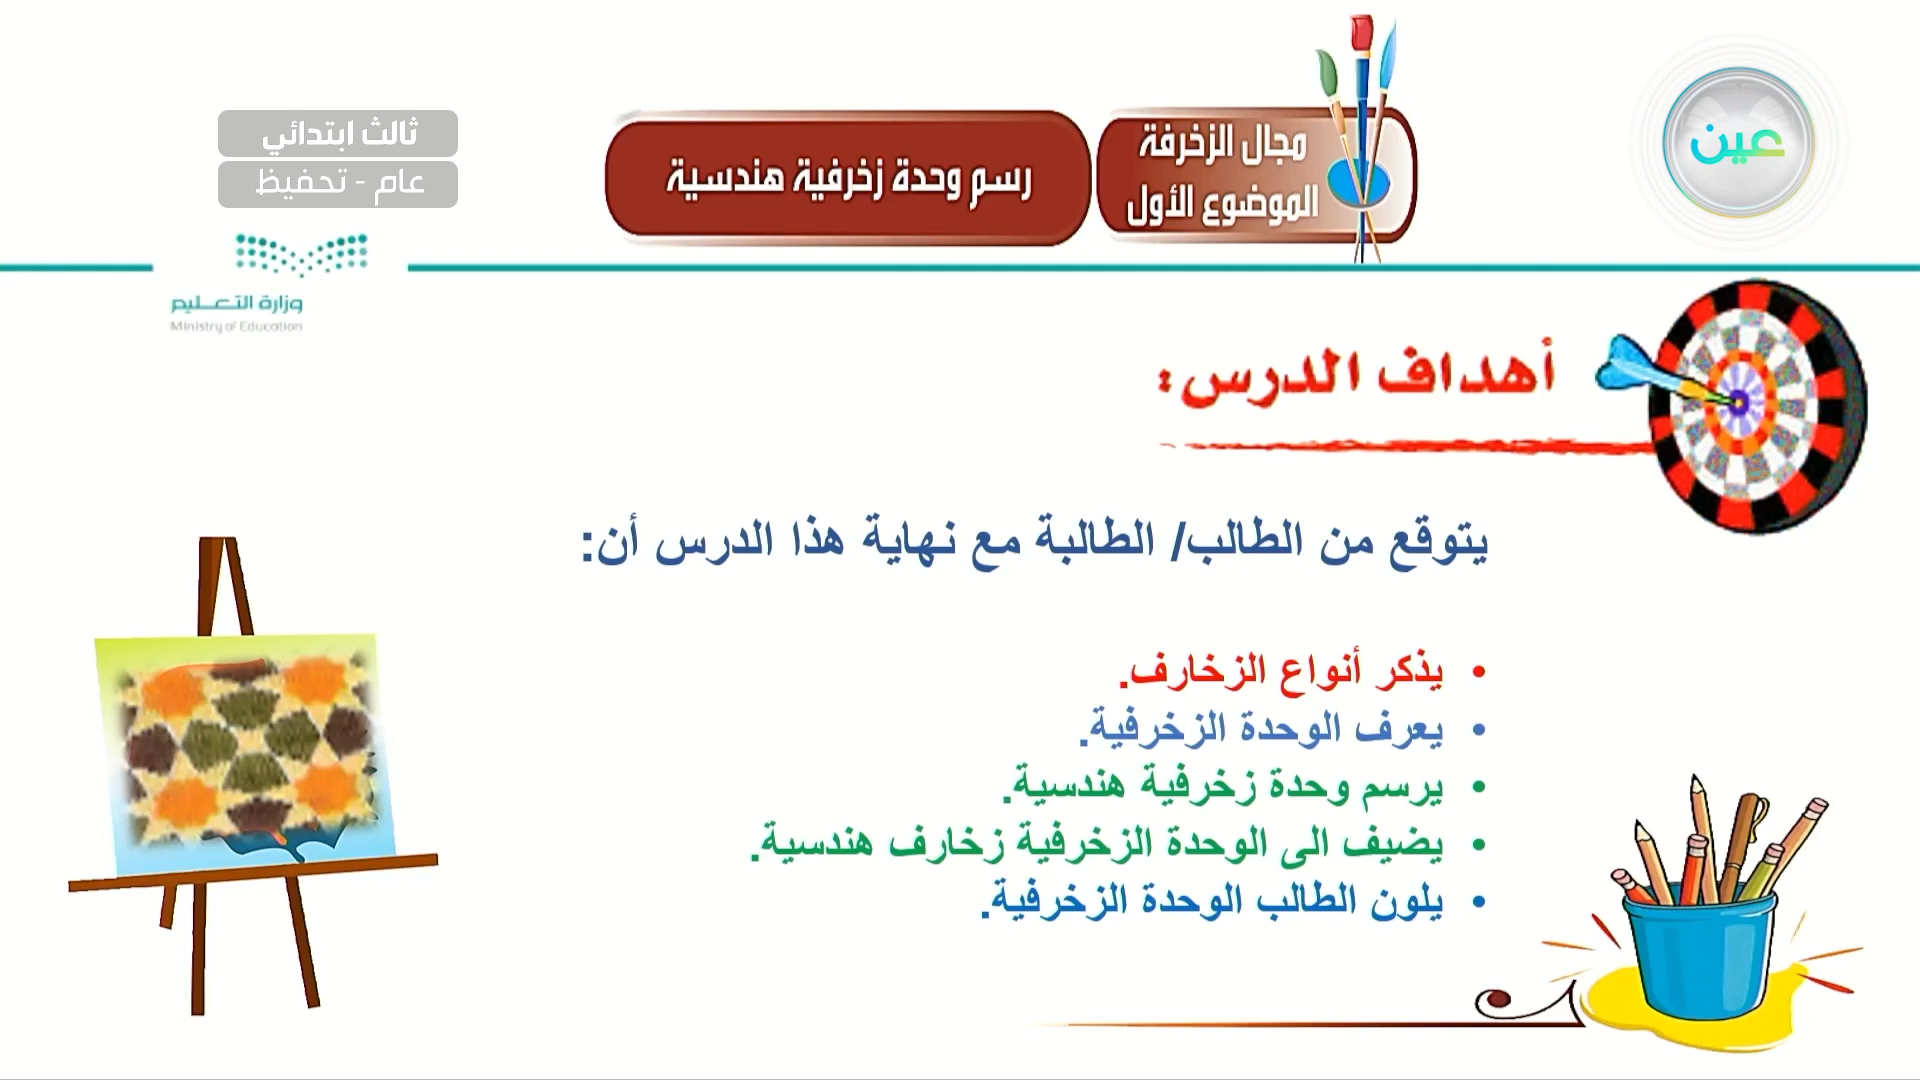 عين
مجال الزخرفة
الموضوع الأول
رسم وحدة زخرفية هندسية
ثالث ابتدائي
عام - تحفيظ
وزارة التعليم
Ministry of Education
أهداف الدرس:
يتوقع من الطالب/ الطالبة مع نهاية هذا الدرس أن:
• يذكر أنواع الزخارف.
• يعرف الوحدة الزخرفية.
• يرسم وحدة زخرفية هندسية.
• يضيف الى الوحدة الزخرفية زخارف هندسية.
• يلون الطالب الوحدة الزخرفية.